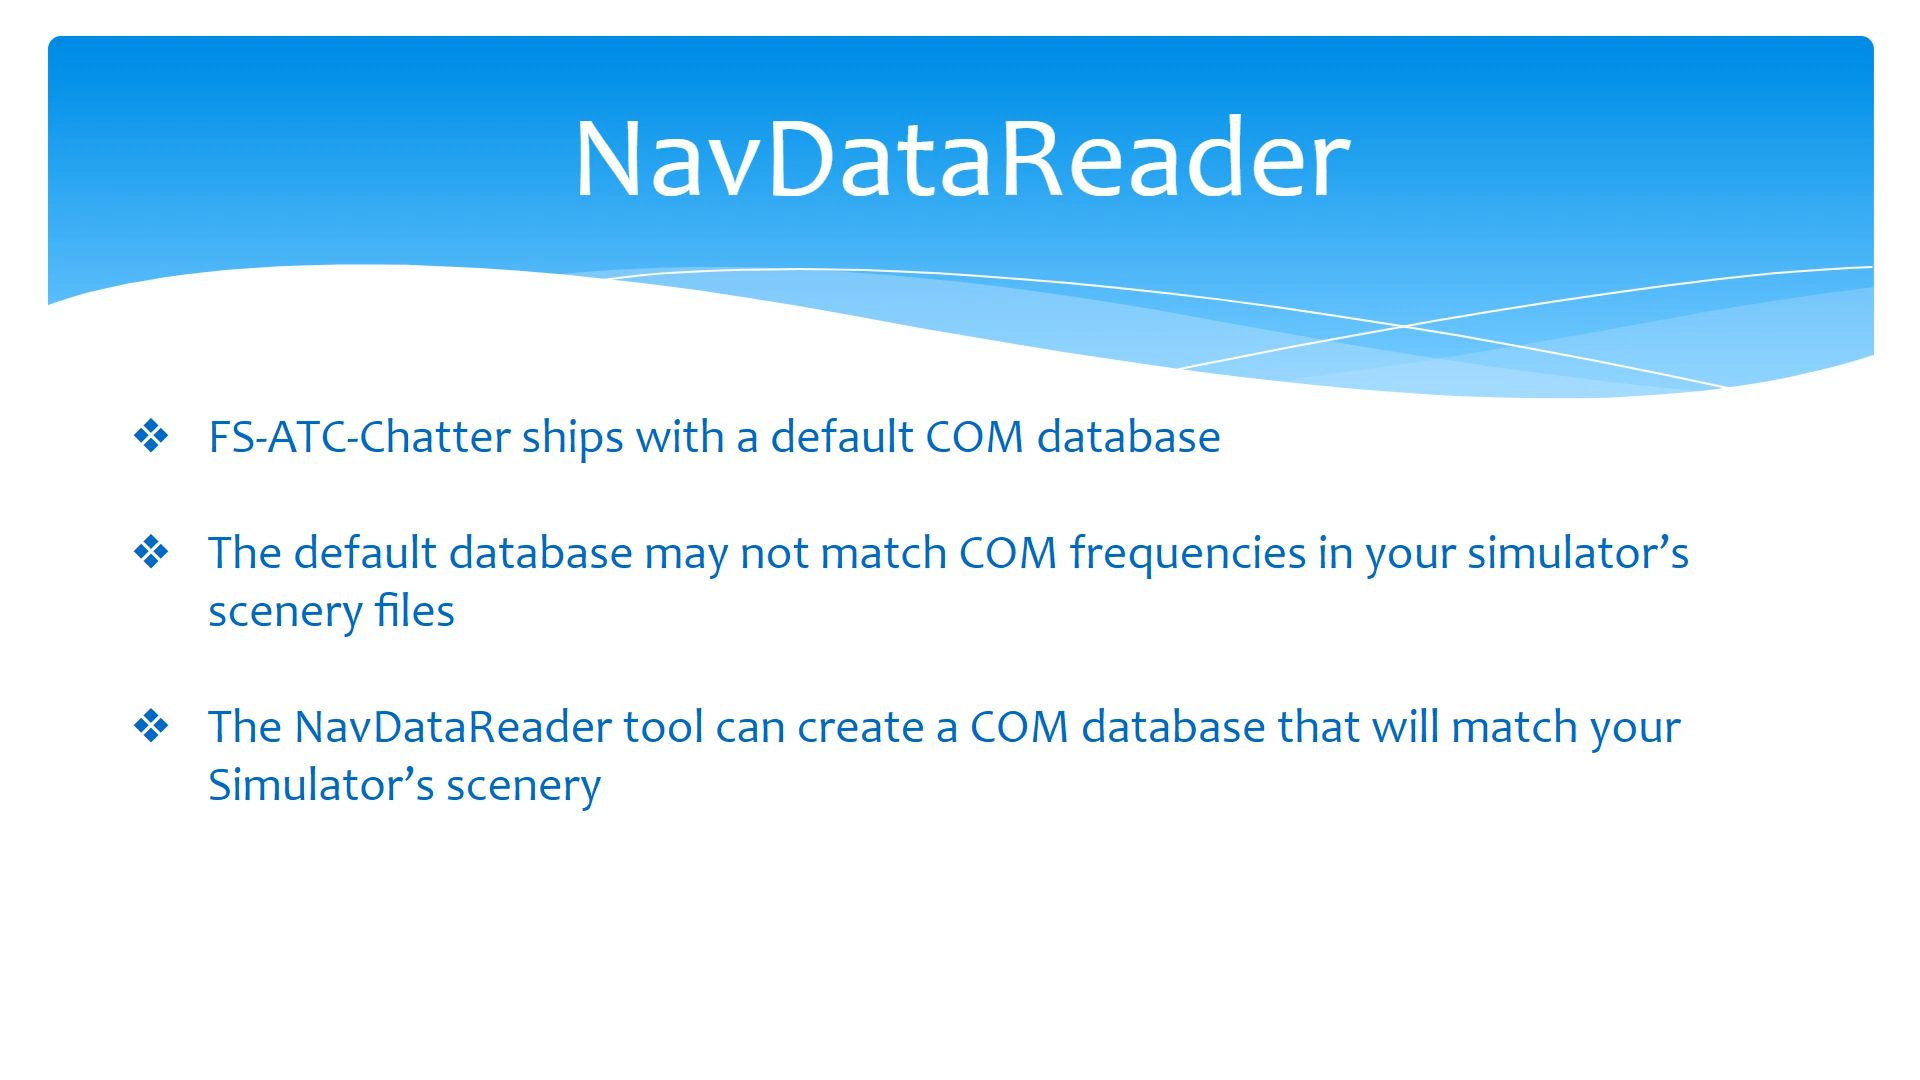 NavDataReader
❖ FS-ATC-Chatter ships with a default COM database
❖ The default database may not match COM frequencies in your simulator’s
scenery files
❖ The NavDataReader tool can create a COM database that will match your
Simulator’s scenery